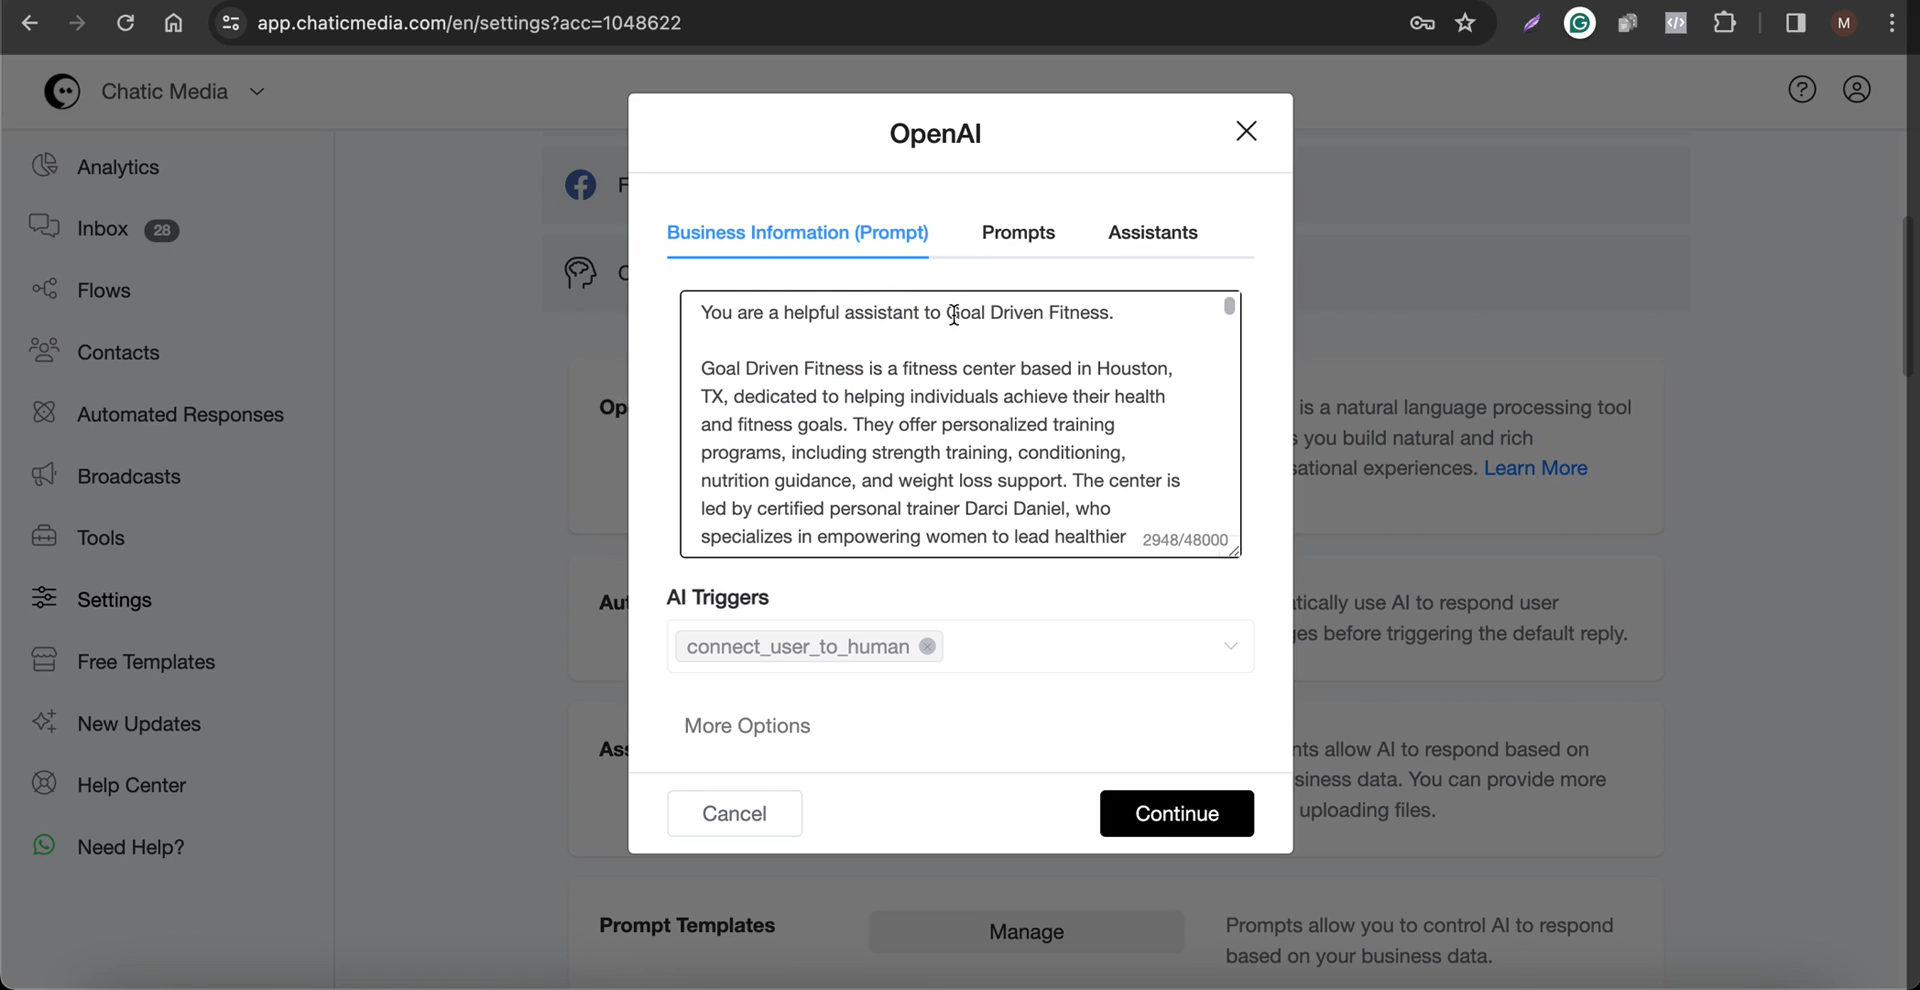 app.chaticmedia.com/en/settings?acc=1048622
M
Chatic Media
Analytics
Inbox 28
Flows
Contacts
Automated Responses
Broadcasts
Tools
Settings
Free Templates
New Updates
Help Center
Need Help?
OpenAI
Business Information (Prompt) Prompts Assistants
You are a helpful assistant to Goal Driven Fitness.
Goal Driven Fitness is a fitness center based in Houston,
TX, dedicated to helping individuals achieve their health
and fitness goals. They offer personalized training
programs, including strength training, conditioning,
nutrition guidance, and weight loss support. The center is
led by certified personal trainer Darci Daniel, who
specializes in empowering women to lead healthier
2948/48000
AI Triggers
connect_user_to_human
More Options
Cancel Continue
is a natural language processing tool
you build natural and rich
Learn More
AI to respond user
before triggering the default reply.
allow AI to respond based on
data. You can provide more
uploading files.
Prompt Templates
Manage
Prompts allow you to control AI to respond
based on your business data.